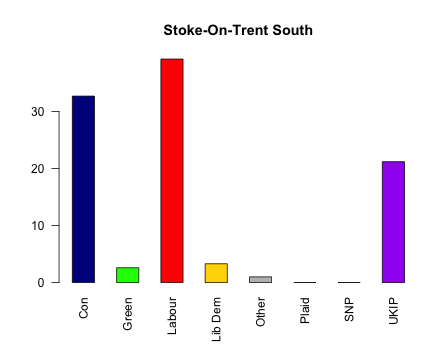 Stoke-On-Trent South
30
20
10
0
Con
Green
Labour
Lib Dem
Other
Plaid
SNP
UKIP